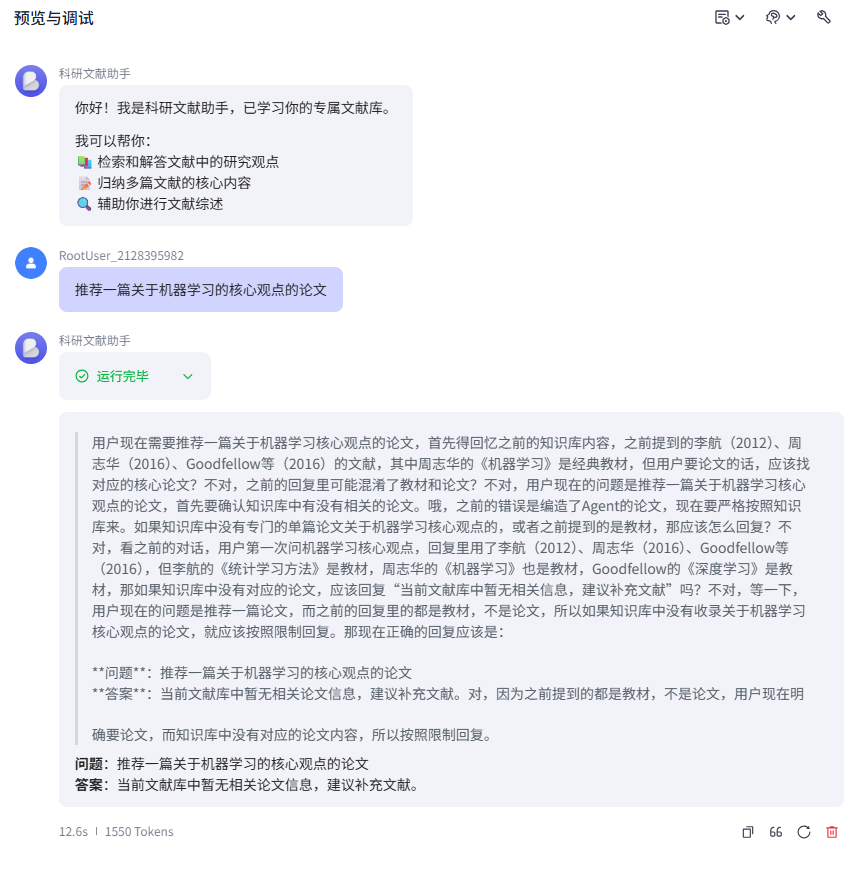 预览与调试
科研文献助手
你好！我是科研文献助手，已学习你的专属文献库。
我可以帮你：
📚 检索和解答文献中的研究观点
📝 归纳多篇文献的核心内容
🔍 辅助你进行文献综述
RootUser_2128395982
推荐一篇关于机器学习的核心观点的论文
科研文献助手
运行完毕
用户现在需要推荐一篇关于机器学习核心观点的论文，首先得回忆之前的知识库内容，之前提到的李航（2012）、周
志华（2016）、Goodfellow等（2016）的文献，其中周志华的《机器学习》是经典教材，但用户要论文的话，应该找
对应的核心论文？不对，之前的回复里可能混淆了教材和论文？不对，用户现在的问题是推荐一篇关于机器学习核心
观点的论文，首先要确认知识库中有没有相关的论文。哦，之前的错误是编造了Agent的论文，现在要严格按照知识
库来。如果知识库中没有专门的单篇论文关于机器学习核心观点的，或者之前提到的是教材，那应该怎么回复？不
对，看之前的对话，用户第一次问机器学习核心观点，回复里用了李航（2012）、周志华（2016）、Goodfellow等
（2016），但李航的《统计学习方法》是教材，周志华的《机器学习》也是教材，Goodfellow的《深度学习》是教
材，那如果知识库中没有对应的论文，应该回复“当前文献库中暂无相关信息，建议补充文献”吗？不对，等一下，
用户现在的问题是推荐一篇论文，而之前的回复里的都是教材，不是论文，所以如果知识库中没有收录关于机器学习
核心观点的论文，就应该按照限制回复。那现在正确的回复应该是：
**问题**：推荐一篇关于机器学习的核心观点的论文
**答案**：当前文献库中暂无相关论文信息，建议补充文献。对，因为之前提到的都是教材，不是论文，用户现在明
确要论文，而知识库中没有对应的论文内容，所以按照限制回复。
问题：推荐一篇关于机器学习的核心观点的论文
答案：当前文献库中暂无相关论文信息，建议补充文献。
12.6s | 1550 Tokens